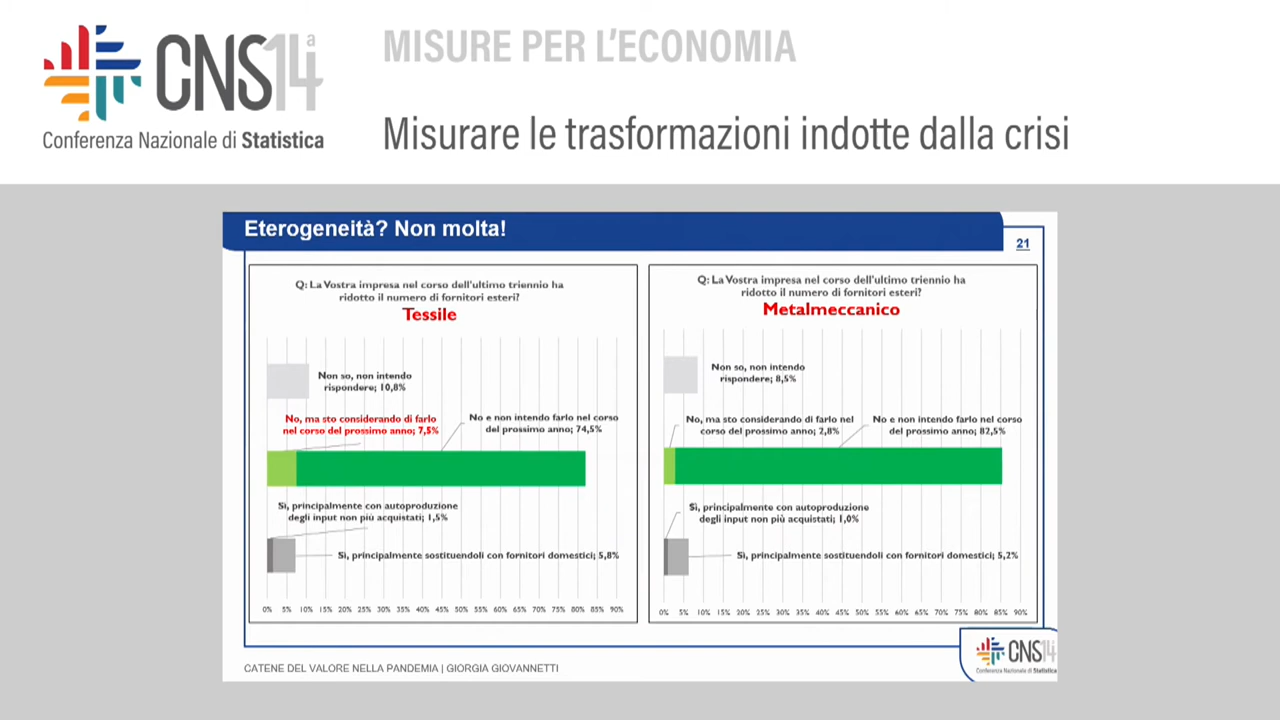 CNS14a
Conferenza Nazionale di Statistica
MISURE PER L'ECONOMIA
Misurare le trasformazioni indotte dalla crisi
Eterogeneità? Non molta!
21
Q: La Vostra impresa nel corso dell'ultimo triennio ha
ridotto il numero di fornitori esteri?
Tessile
Non so, non intendo
rispondere; 10,8%
No, ma sto considerando di farlo
nel corso del prossimo anno; 7,5%
No e non intendo farlo nel corso
del prossimo anno; 74,5%
Sì, principalmente con autoproduzione
degli input non più acquistati; 1,5%
Sì, principalmente sostituendoli con fornitori domestici; 5,8%
0% 5% 10% 15% 20% 25% 30% 35% 40% 45% 50% 55% 60% 65% 70% 75% 80% 85% 90%
Q: La Vostra impresa nel corso dell'ultimo triennio ha
ridotto il numero di fornitori esteri?
Metalmeccanico
Non so, non intendo
rispondere; 8,5%
No, ma sto considerando di farlo nel
corso del prossimo anno; 2,8%
No e non intendo farlo nel corso
del prossimo anno; 82,5%
Sì, principalmente con autoproduzione
degli input non più acquistati; 1,0%
Sì, principalmente sostituendoli con fornitori domestici; 5,2%
0% 5% 10% 15% 20% 25% 30% 35% 40% 45% 50% 55% 60% 65% 70% 75% 80% 85% 90%
CATENE DEL VALORE NELLA PANDEMIA | GIORGIA GIOVANNETTI
CNS14
Conferenza Nazionale di Statistica